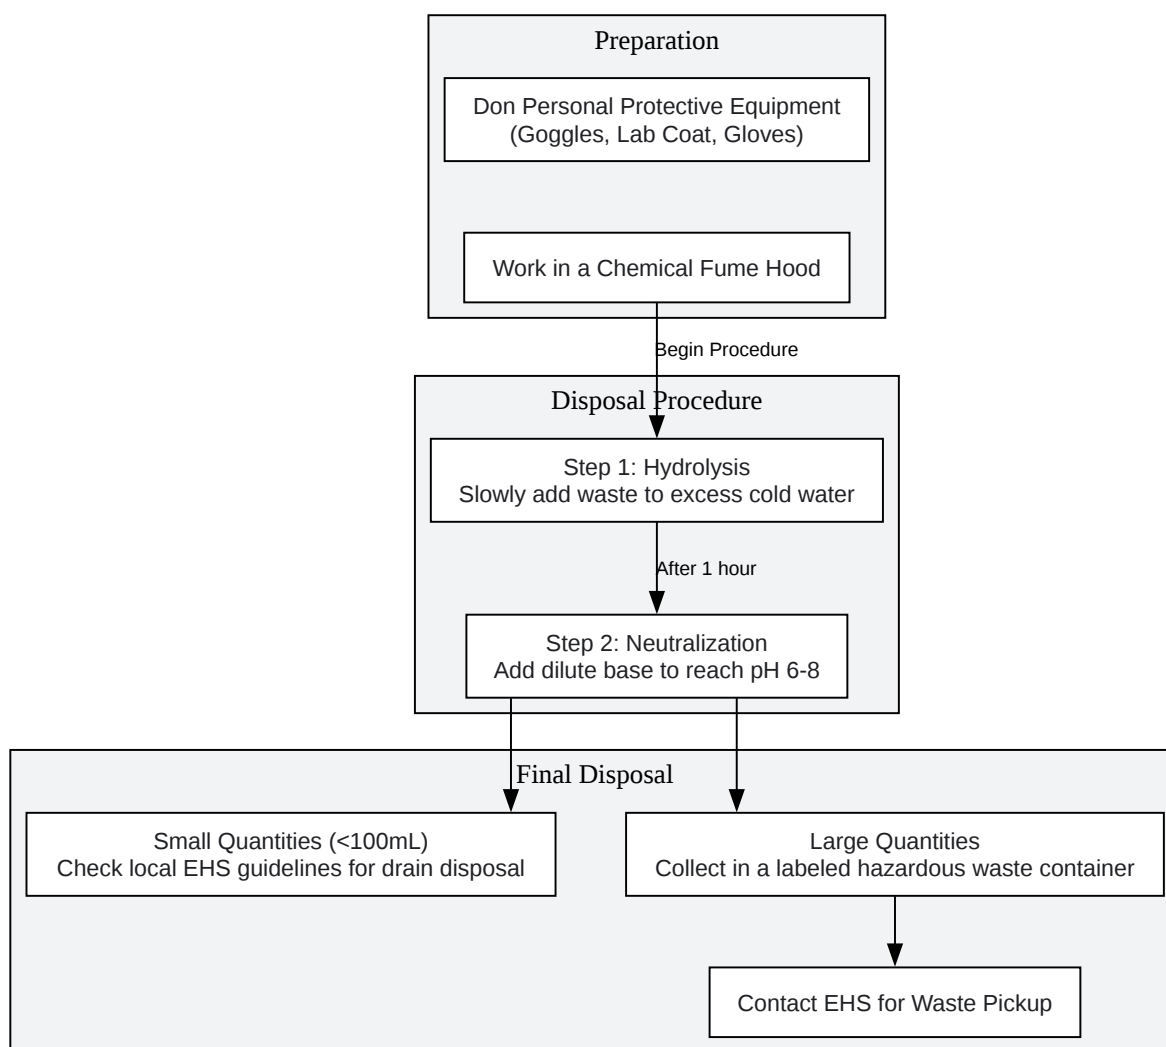 Preparation
Don Personal Protective Equipment
(Goggles, Lab Coat, Gloves)
Work in a Chemical Fume Hood
Begin Procedure
Disposal Procedure
Step 1: Hydrolysis
Slowly add waste to excess cold water
After 1 hour
Step 2: Neutralization
Add dilute base to reach pH 6-8
Final Disposal
Small Quantities (<100mL)
Check local EHS guidelines for drain disposal
Large Quantities
Collect in a labeled hazardous waste container
Contact EHS for Waste Pickup